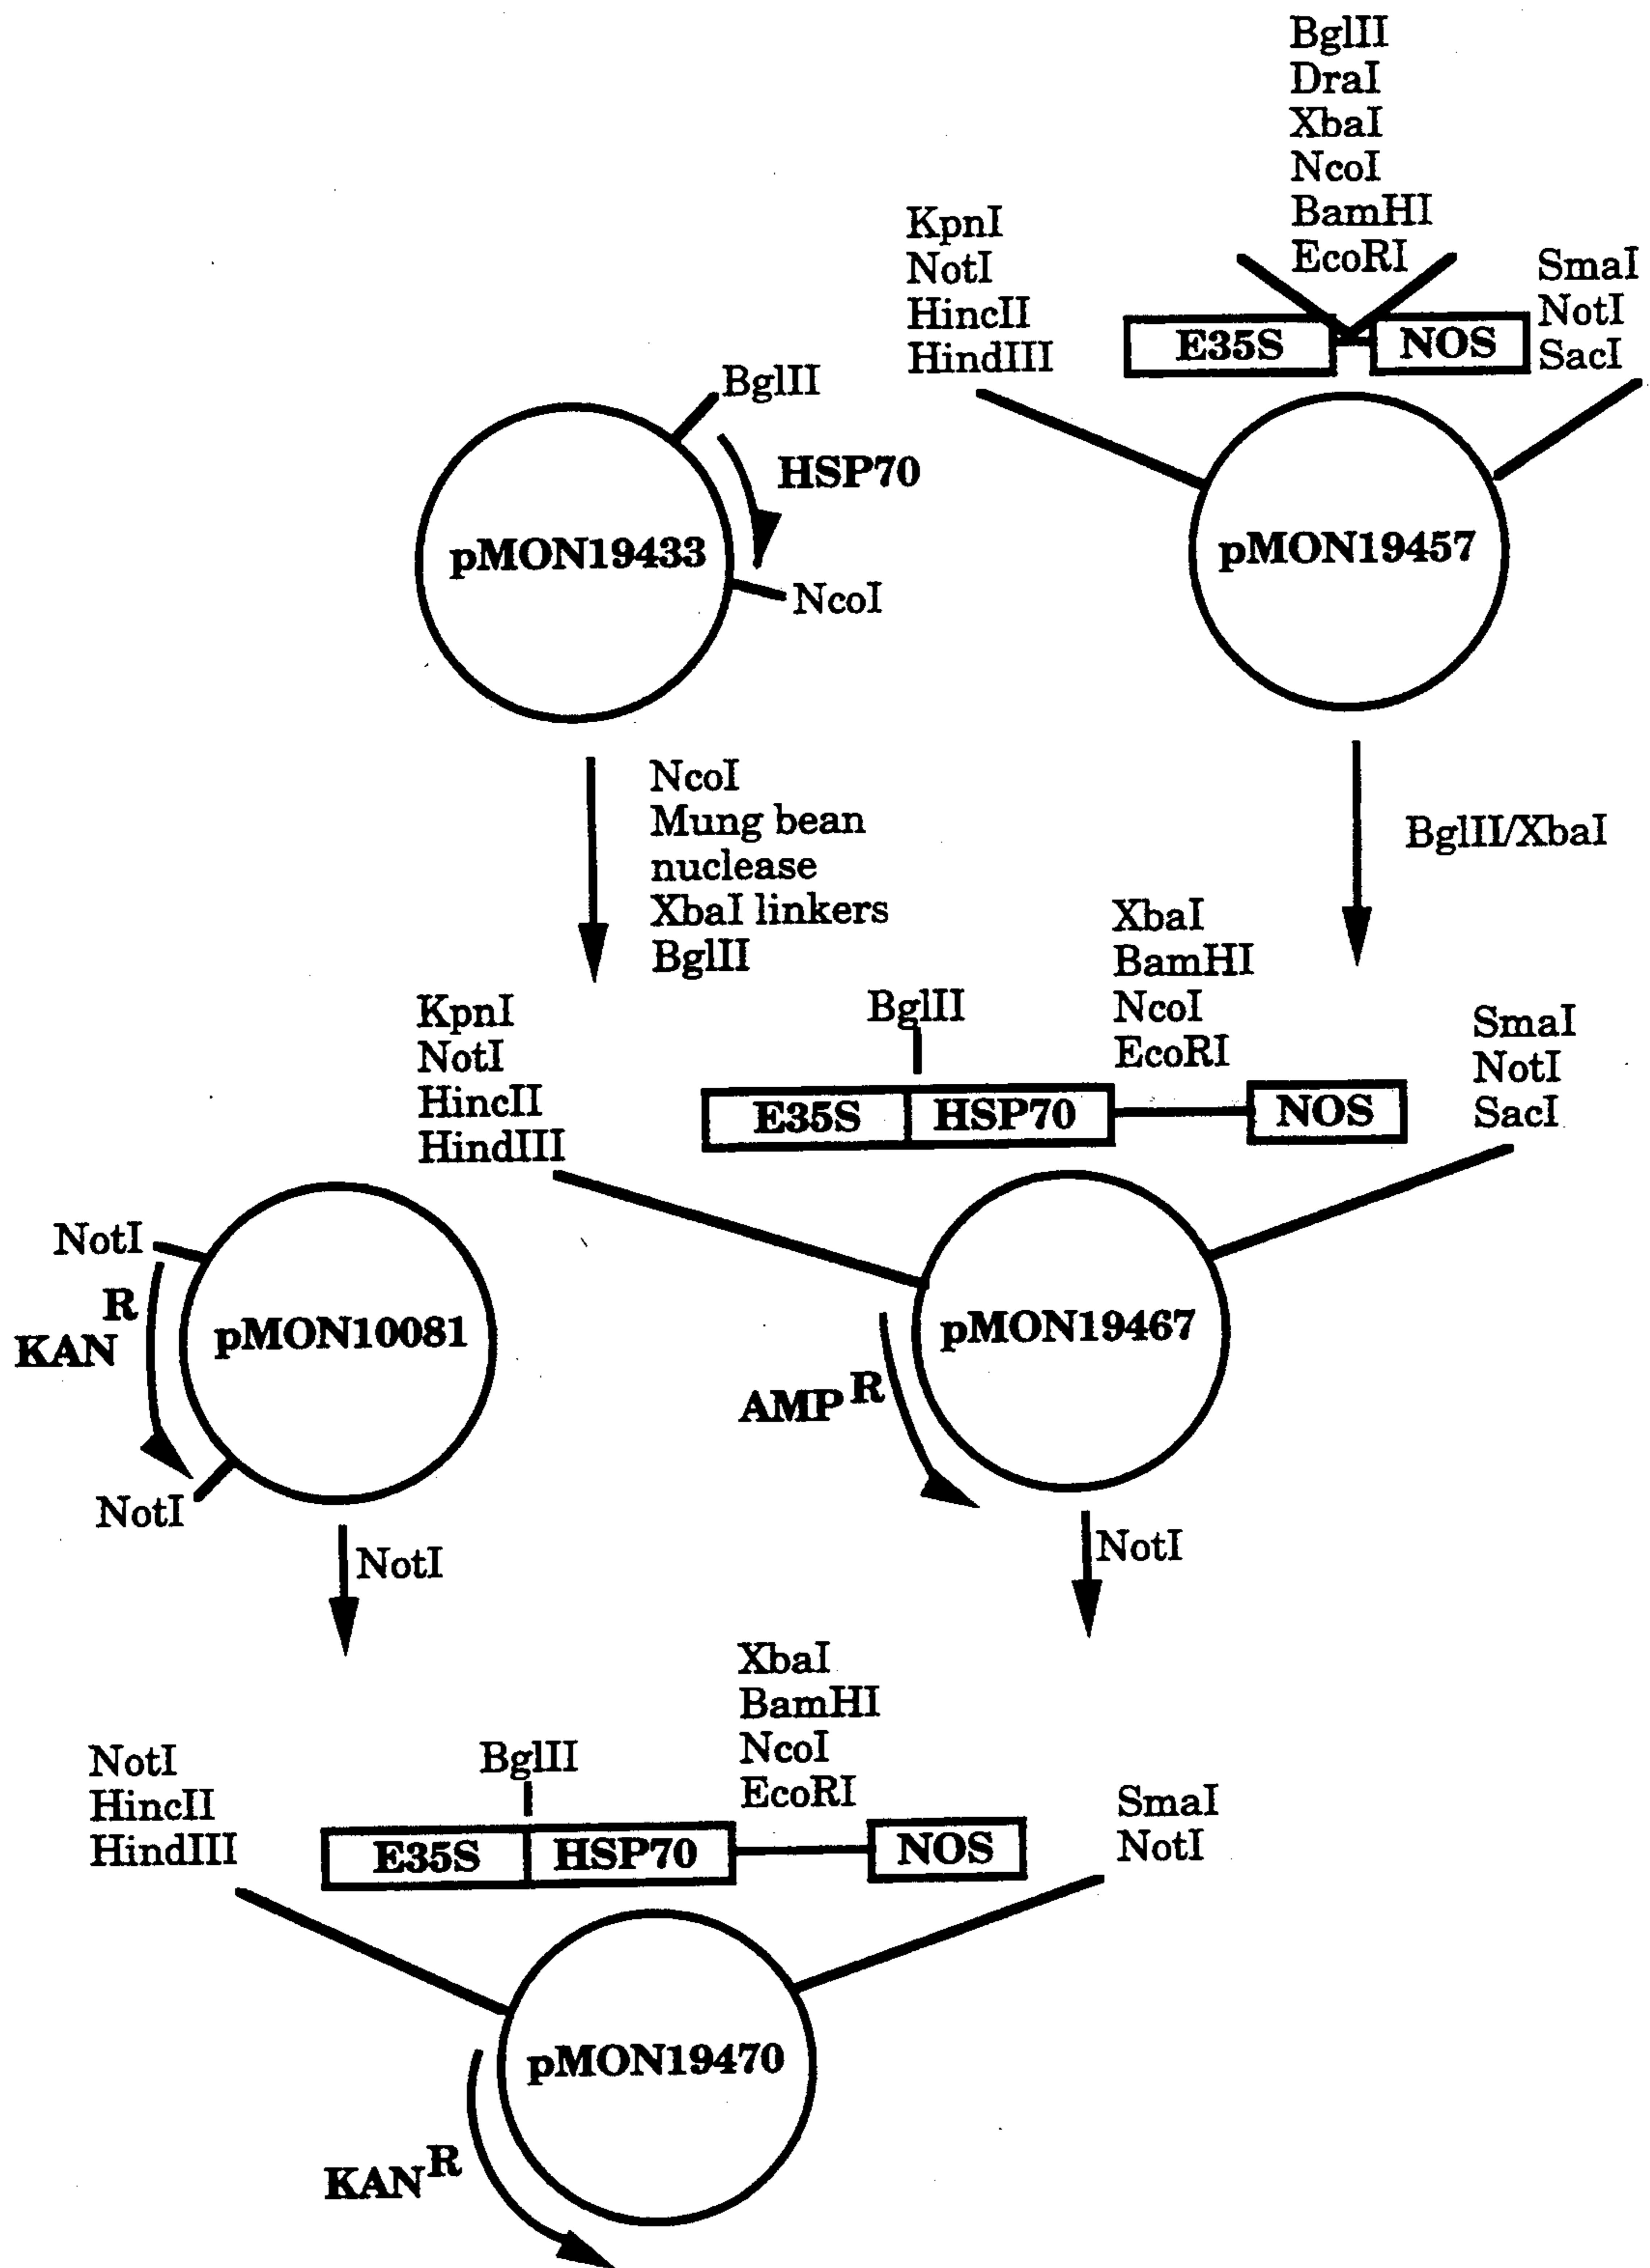 BglII
DraI
XbaI
NcoI
BamHI
EcoRI
KpnI
NotI
HincII
HindIII
E35S
NOS
SmaI
NotI
SacI
BglII
HSP70
pMON19433
NcoI
pMON19457
NcoI
Mung bean
nuclease
XbaI linkers
BglII
BglII/XbaI
KpnI
NotI
HincII
HindIII
BglII
XbaI
BamHI
NcoI
EcoRI
SmaI
NotI
SacI
E35S
HSP70
NOS
NotI
KAN R
pMON10081
NotI
pMON19467
AMP R
NotI
NotI
NotI
HincII
HindIII
BglII
XbaI
BamHI
NcoI
EcoRI
SmaI
NotI
E35S
HSP70
NOS
pMON19470
KAN R